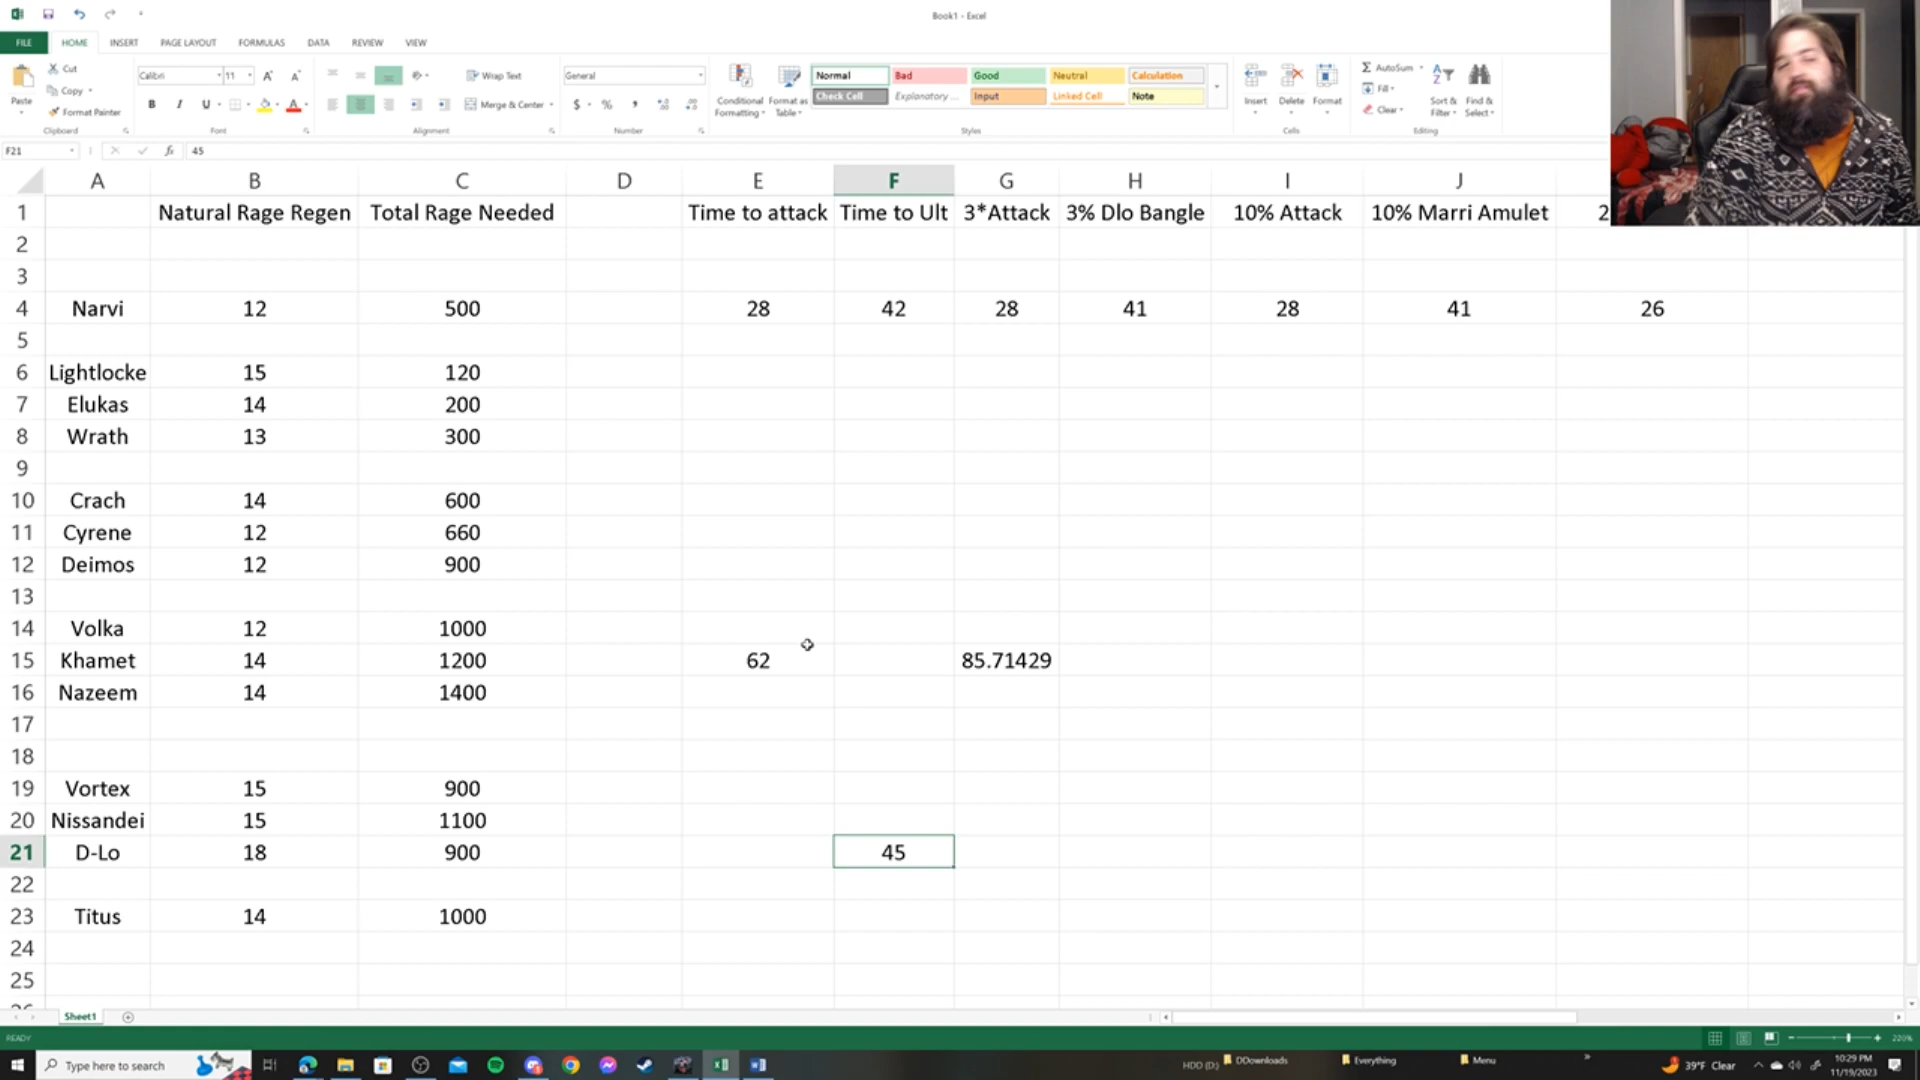 Book1 - Excel
FILE HOME INSERT PAGE LAYOUT FORMULAS DATA REVIEW VIEW
Paste
Cut
Copy
Format Painter
Clipboard
Calibri 11
B I U
Font
Wrap Text
Merge & Center
Alignment
General
$ % ,
Number
Conditional Formatting
Format as Table
Normal Bad Good Neutral Calculation
Check Cell Explanatory ... Input Linked Cell Note
Styles
Insert Delete Format
Cells
AutoSum
Fill
Clear
Sort & Filter
Find & Select
Editing
F21 fx 45
A B C D E F G H I J
1 Natural Rage Regen Total Rage Needed Time to attack Time to Ult 3*Attack 3% Dlo Bangle 10% Attack 10% Marri Amulet 2
2
3
4 Narvi 12 500 28 42 28 41 28 41 26
5
6 Lightlocke 15 120
7 Elukas 14 200
8 Wrath 13 300
9
10 Crach 14 600
11 Cyrene 12 660
12 Deimos 12 900
13
14 Volka 12 1000
15 Khamet 14 1200 62 85.71429
16 Nazeem 14 1400
17
18
19 Vortex 15 900
20 Nissandei 15 1100
21 D-Lo 18 900 45
22
23 Titus 14 1000
24
25
Sheet1
READY 220%
Type here to search
HDD (D:) DDownloads Everything Menu
39°F Clear
10:29 PM
11/19/2023